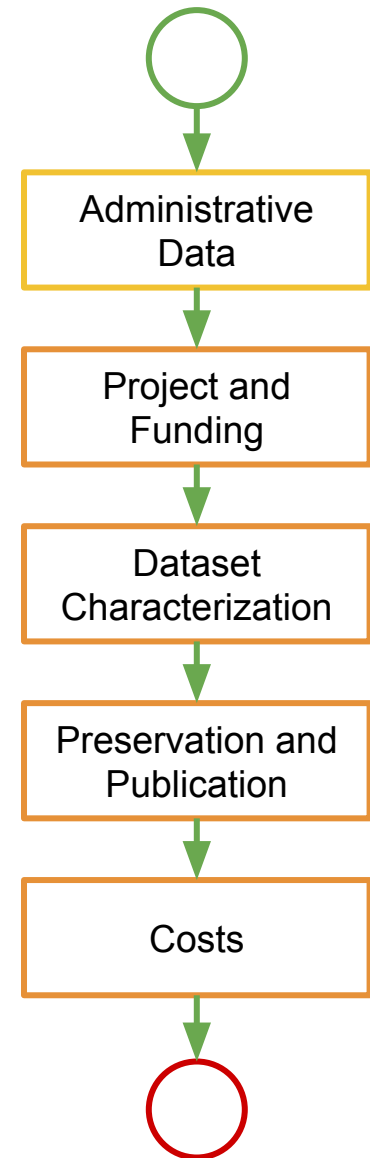 Administrative
Data
Project and
Funding
Dataset
Characterization
Preservation and
Publication
Costs